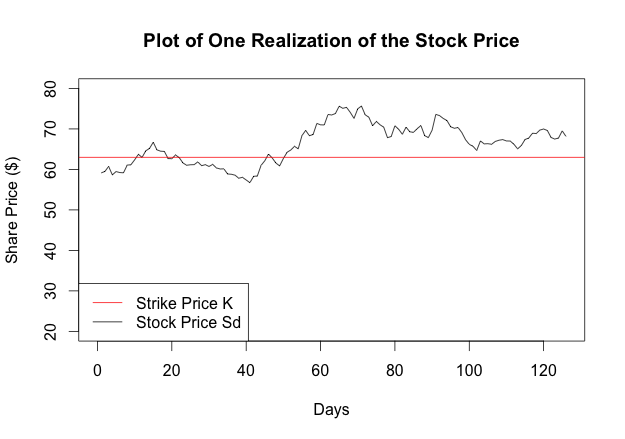 Plot of One Realization of the Stock Price
Share Price ($)
80
70
60
50
40
30
20
Strike Price K
Stock Price Sd
0 20 40 60 80 100 120
Days